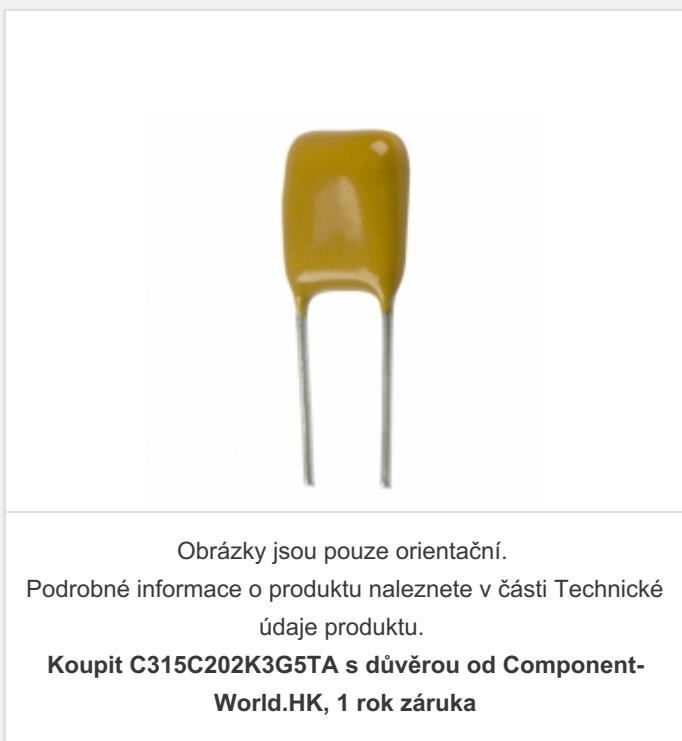 Obrázky jsou pouze orientační.
Podrobné informace o produktu naleznete v části Technické
údaje produktu.
Koupit C315C202K3G5TA s důvěrou od Component-
World.HK, 1 rok záruka